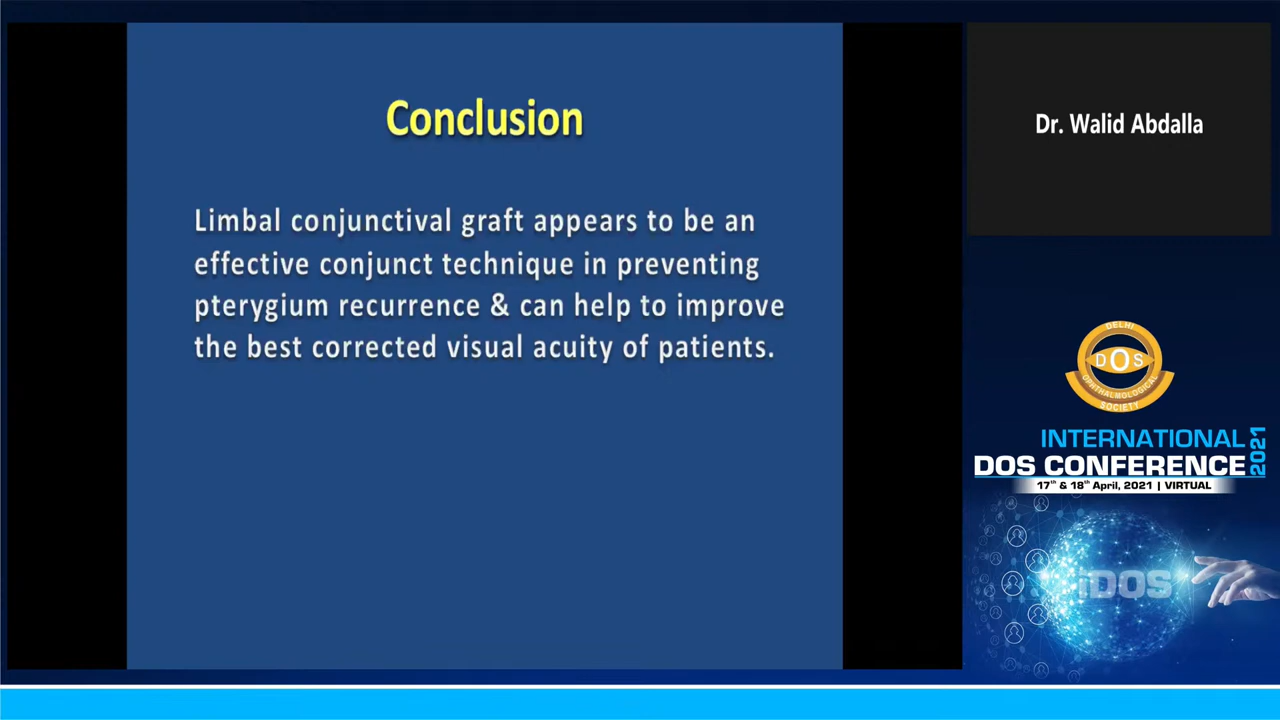 Conclusion
Limbal conjunctival graft appears to be an
effective conjunct technique in preventing
pterygium recurrence & can help to improve
the best corrected visual acuity of patients.
Dr. Walid Abdalla
DELHI
DOS
OPHTHALMOLOGICAL
SOCIETY
INTERNATIONAL
DOS CONFERENCE
2021
17th & 18th April, 2021 | VIRTUAL
iDOS